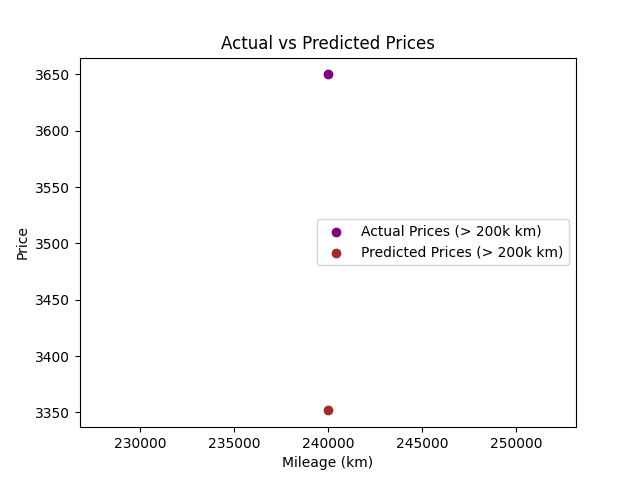 Actual vs Predicted Prices
3650
3600
3550
3500
3450
3400
3350
Price
Actual Prices (> 200k km)
Predicted Prices (> 200k km)
230000 235000 240000 245000 250000
Mileage (km)